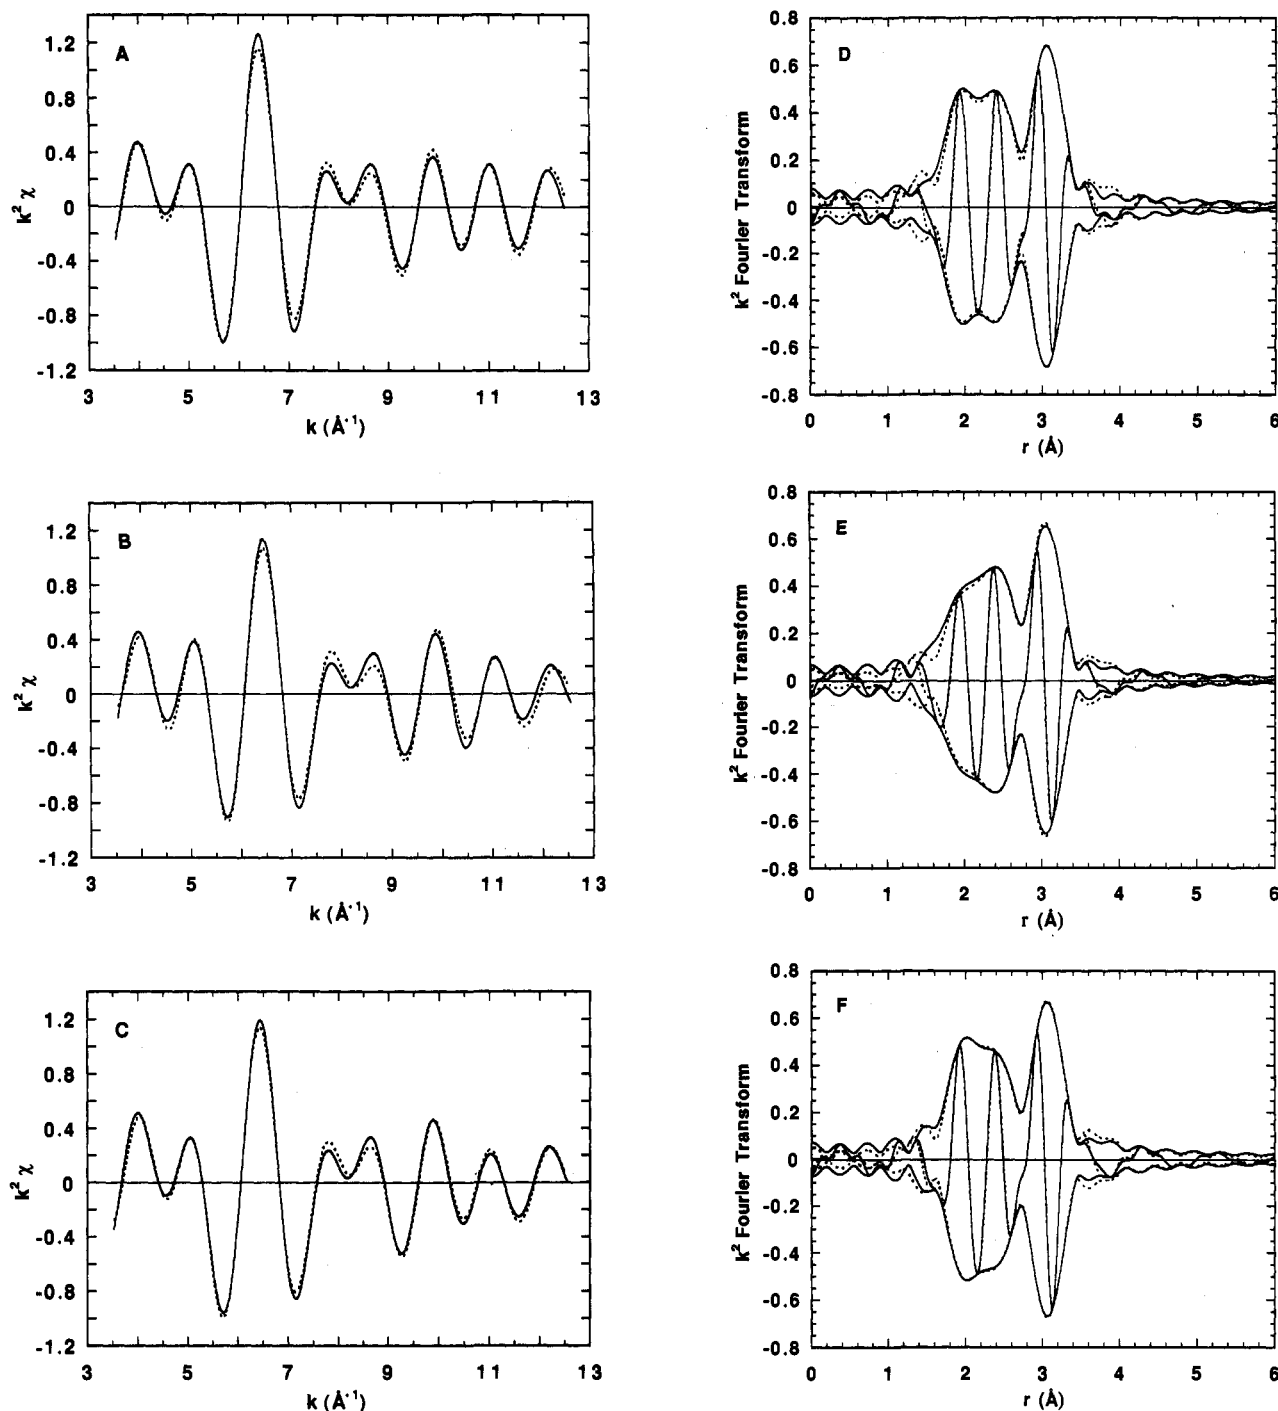 A
k² χ
1.2
0.8
0.4
0
-0.4
-0.8
-1.2
3 5 7 9 11 13
k (Å⁻¹)
D
k² Fourier Transform
0.8
0.6
0.4
0.2
0
-0.2
-0.4
-0.6
-0.8
0 1 2 3 4 5 6
r (Å)
B
k² χ
1.2
0.8
0.4
0
-0.4
-0.8
-1.2
3 5 7 9 11 13
k (Å⁻¹)
E
k² Fourier Transform
0.8
0.6
0.4
0.2
0
-0.2
-0.4
-0.6
-0.8
0 1 2 3 4 5 6
r (Å)
C
k² χ
1.2
0.8
0.4
0
-0.4
-0.8
-1.2
3 5 7 9 11 13
k (Å⁻¹)
F
k² Fourier Transform
0.8
0.6
0.4
0.2
0
-0.2
-0.4
-0.6
-0.8
0 1 2 3 4 5 6
r (Å)